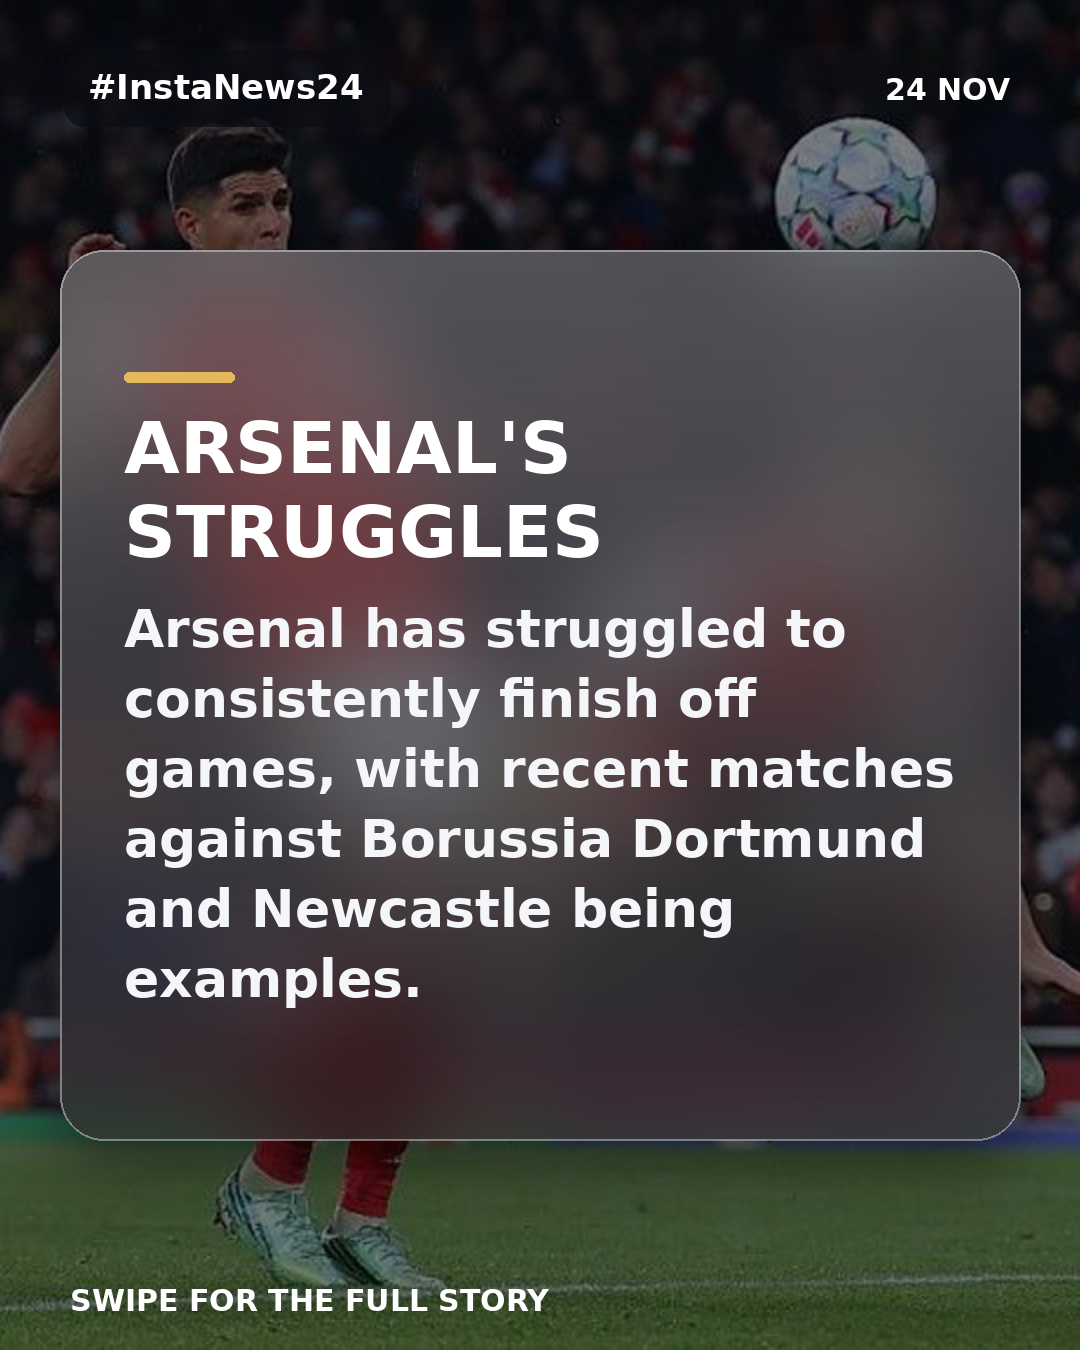 #InstaNews24
24 NOV
ARSENAL'S
STRUGGLES
Arsenal has struggled to
consistently finish off
games, with recent matches
against Borussia Dortmund
and Newcastle being
examples.
SWIPE FOR THE FULL STORY